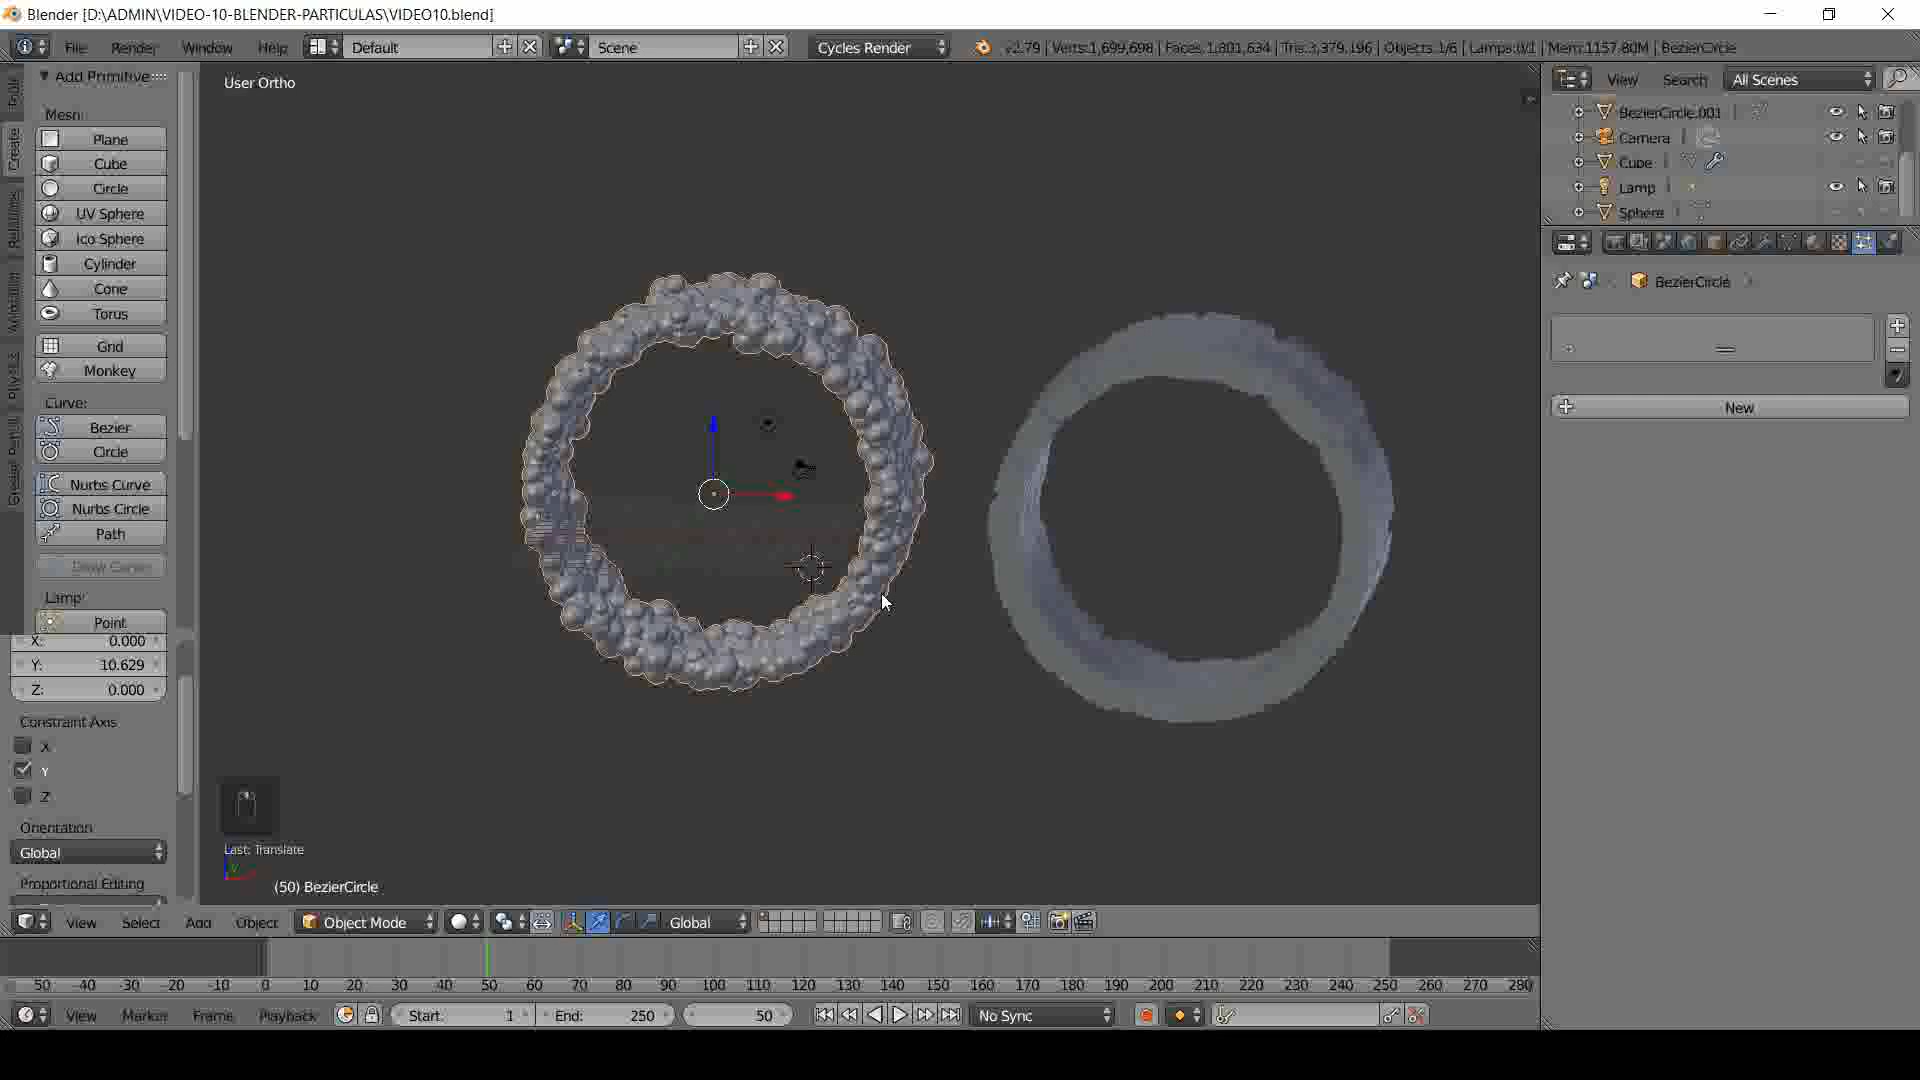 Blender [D:\ADMIN\VIDEO-10-BLENDER-PARTICULAS\VIDEO10.blend]
File Render Window Help Default Scene Cycles Render v2.79 | Verts:1,699,698 | Faces:1,801,634 | Tris:3,379,196 | Objects:1/6 | Lamps:0/1 | Mem:1157.80M | BezierCircle
Add Primitive
User Ortho
View Search All Scenes
Create
Relations
Animation
Physics
Grease Pencil
Mesh:
Plane
Cube
Circle
UV Sphere
Ico Sphere
Cylinder
Cone
Torus
Grid
Monkey
Curve:
Bezier
Circle
Nurbs Curve
Nurbs Circle
Path
Draw Curve
Lamp:
Point
X: 0.000
Y: 10.629
Z: 0.000
Constraint Axis
X
Y
Z
Orientation
Global
Proportional Editing
BezierCircle.001
Camera
Cube
Lamp
Sphere
BezierCircle
New
Last: Translate
(50) BezierCircle
View Select Add Object Object Mode Global
-40 -30 -20 -10 0 10 20 30 40 50 60 70 80 90 100 110 120 130 140 150 160 170 180 190 200 210 220 230 240 250 260 270 280
View Marker Frame Playback Start: 1 End: 250 50 No Sync